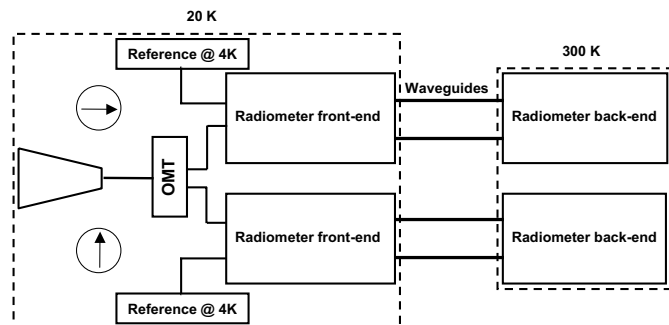 20 K
Reference @ 4K
300 K
Waveguides
Radiometer front-end
Radiometer back-end
OMT
Radiometer front-end
Radiometer back-end
Reference @ 4K